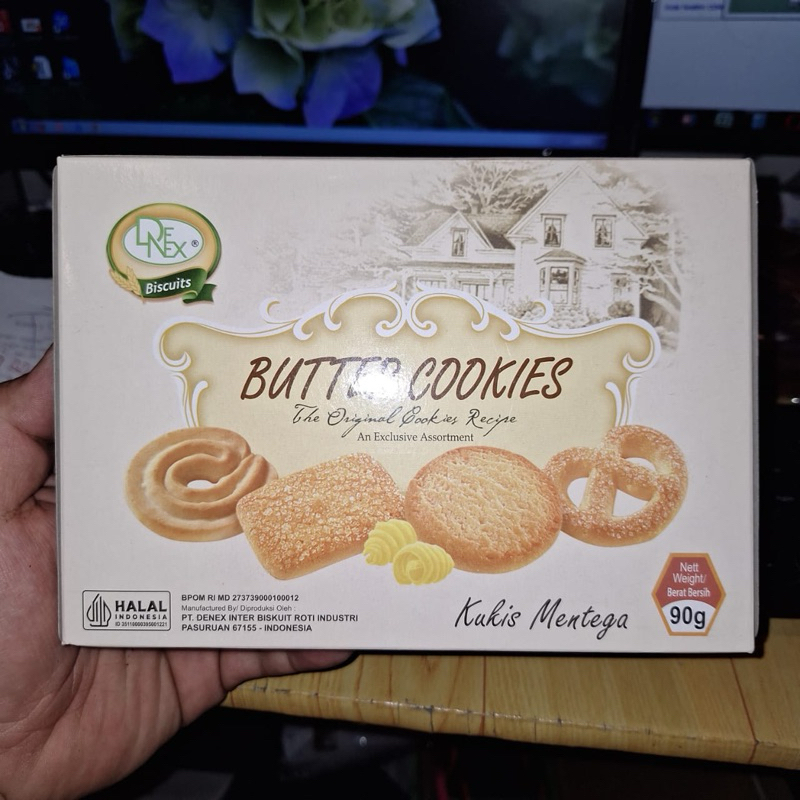 DENEX ®
Biscuits
BUTTER COOKIES
The Original Cookies Recipe
An Exclusive Assortment
HALAL
INDONESIA
BPOM RI MD 273739000100012
Manufactured By/ Diproduksi Oleh :
PT. DENEX INTER BISKUIT ROTI INDUSTRI
PASURUAN 67155 - INDONESIA
Kukis Mentega
Nett
Weight/
Berat Bersih
90g